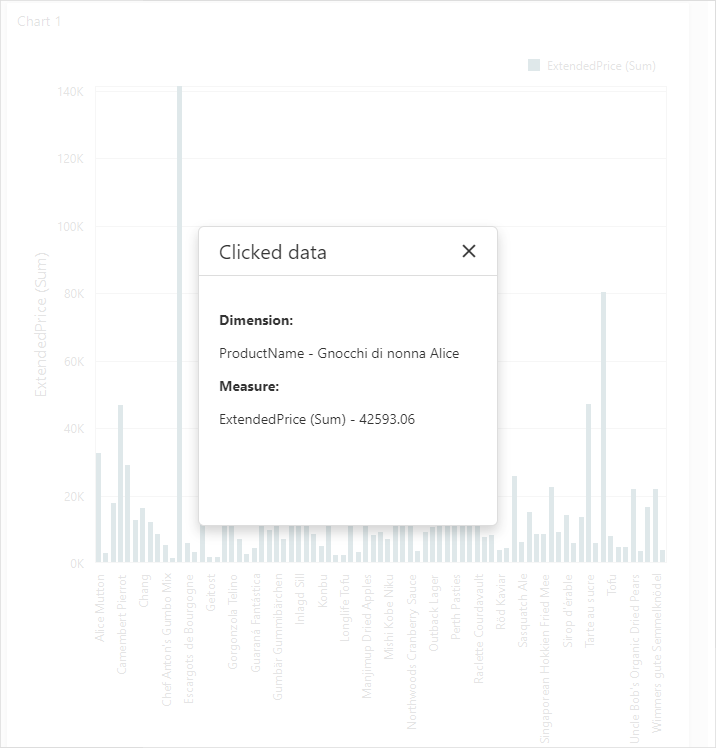 Chart 1
ExtendedPrice (Sum)
140K
120K
100K
80K
60K
40K
20K
0K
ExtendedPrice (Sum)
Clicked data
Dimension:
ProductName - Gnocchi di nonna Alice
Measure:
ExtendedPrice (Sum) - 42593.06
Alice Mutton
Camembert Pierrot
Chang
Chef Anton's Gumbo Mix
Escargots de Bourgogne
Geitost
Gorgonzola Telino
Guaraná Fantástica
Gumbär Gummibärchen
Inlagd Sill
Konbu
Longlife Tofu
Manjimup Dried Apples
Mishi Kobe Niku
Northwoods Cranberry Sauce
Outback Lager
Perth Pasties
Raclette Courdavault
Röd Kaviar
Sasquatch Ale
Singaporean Hokkien Fried Mee
Sirop d'érable
Tarte au sucre
Tofu
Uncle Bob's Organic Dried Pears
Wimmers gute Semmelknödel